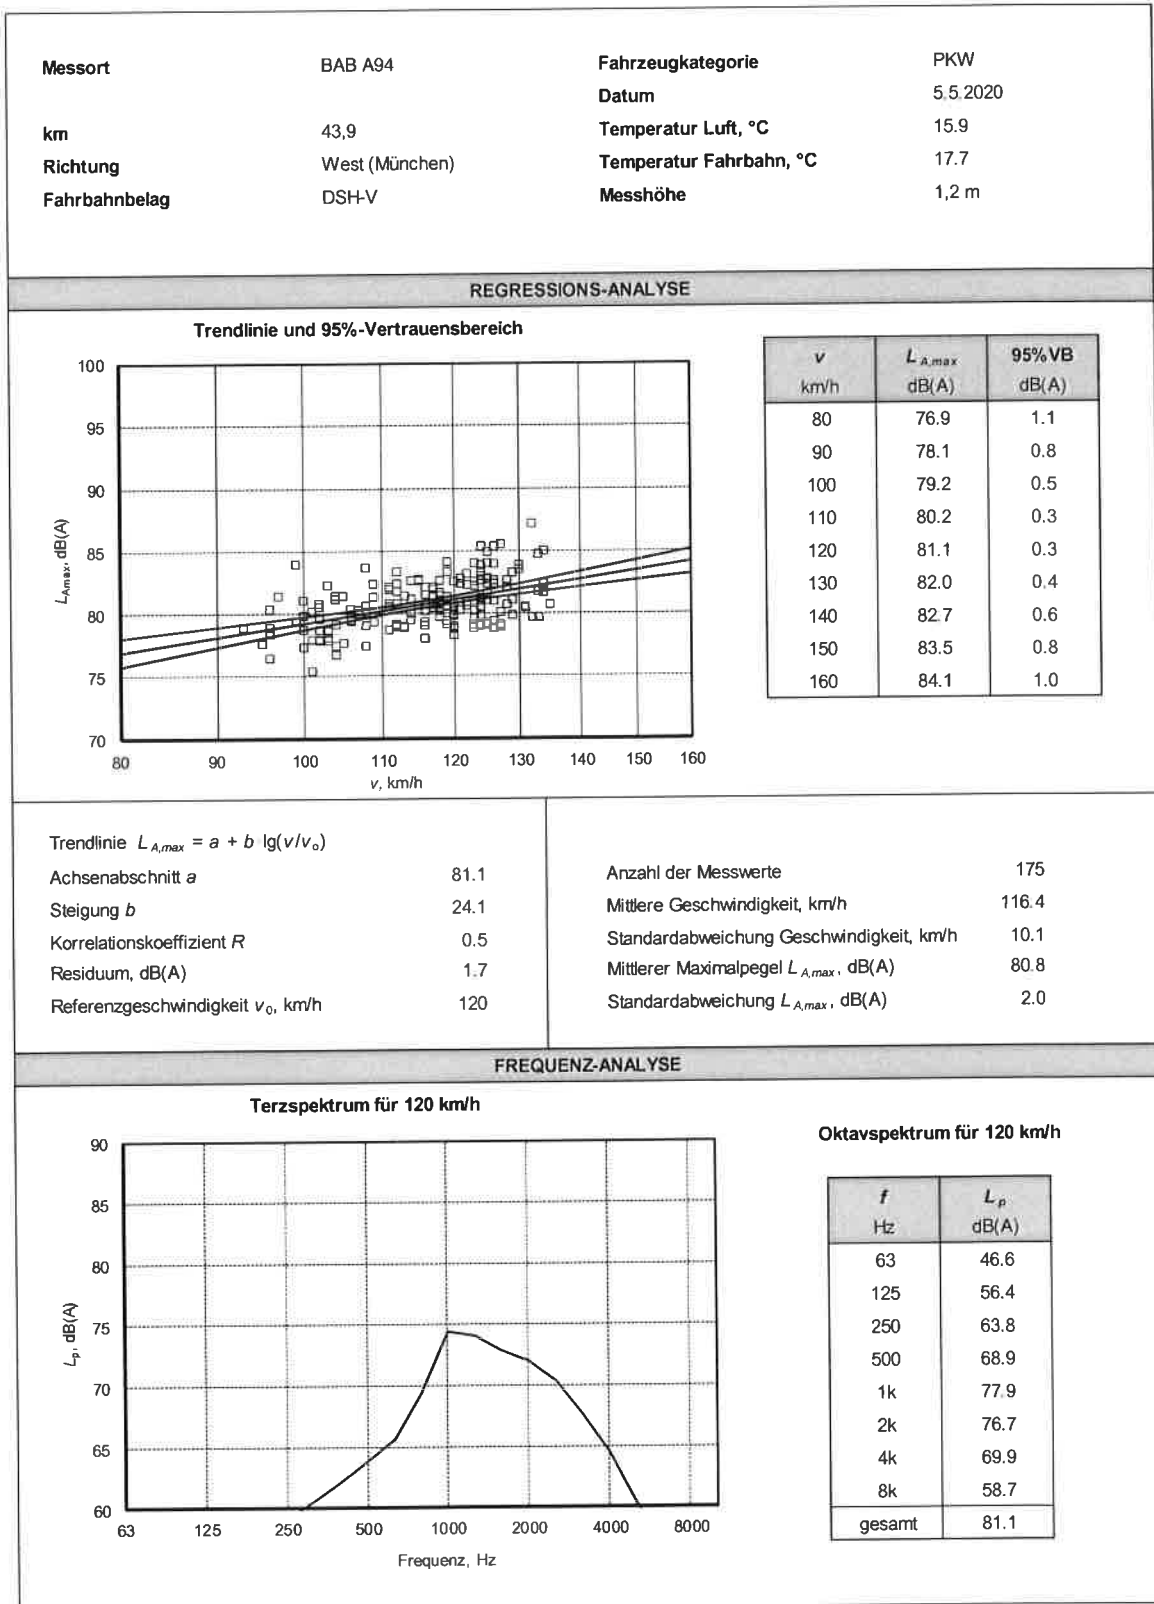 Messort BAB A94 Fahrzeugkategorie PKW
Datum 5.5.2020
km 43,9 Temperatur Luft, °C 15.9
Richtung West (München) Temperatur Fahrbahn, °C 17.7
Fahrbahnbelag DSH-V Messhöhe 1,2 m
REGRESSIONS-ANALYSE
Trendlinie und 95%-Vertrauensbereich
100
95
90
85
80
75
70
L Amax, dB(A)
80 90 100 110 120 130 140 150 160
v, km/h
v L A,max 95%VB
km/h dB(A) dB(A)
80 76.9 1.1
90 78.1 0.8
100 79.2 0.5
110 80.2 0.3
120 81.1 0.3
130 82.0 0.4
140 82.7 0.6
150 83.5 0.8
160 84.1 1.0
Trendlinie L A,max = a + b lg(v/v₀)
Achsenabschnitt a 81.1
Steigung b 24.1
Korrelationskoeffizient R 0.5
Residuum, dB(A) 1.7
Referenzgeschwindigkeit v₀, km/h 120
Anzahl der Messwerte 175
Mittlere Geschwindigkeit, km/h 116.4
Standardabweichung Geschwindigkeit, km/h 10.1
Mittlerer Maximalpegel L A,max, dB(A) 80.8
Standardabweichung L A,max, dB(A) 2.0
FREQUENZ-ANALYSE
Terzspektrum für 120 km/h
90
85
80
75
70
65
60
Lp, dB(A)
63 125 250 500 1000 2000 4000 8000
Frequenz, Hz
Oktavspektrum für 120 km/h
f Lp
Hz dB(A)
63 46.6
125 56.4
250 63.8
500 68.9
1k 77.9
2k 76.7
4k 69.9
8k 58.7
gesamt 81.1